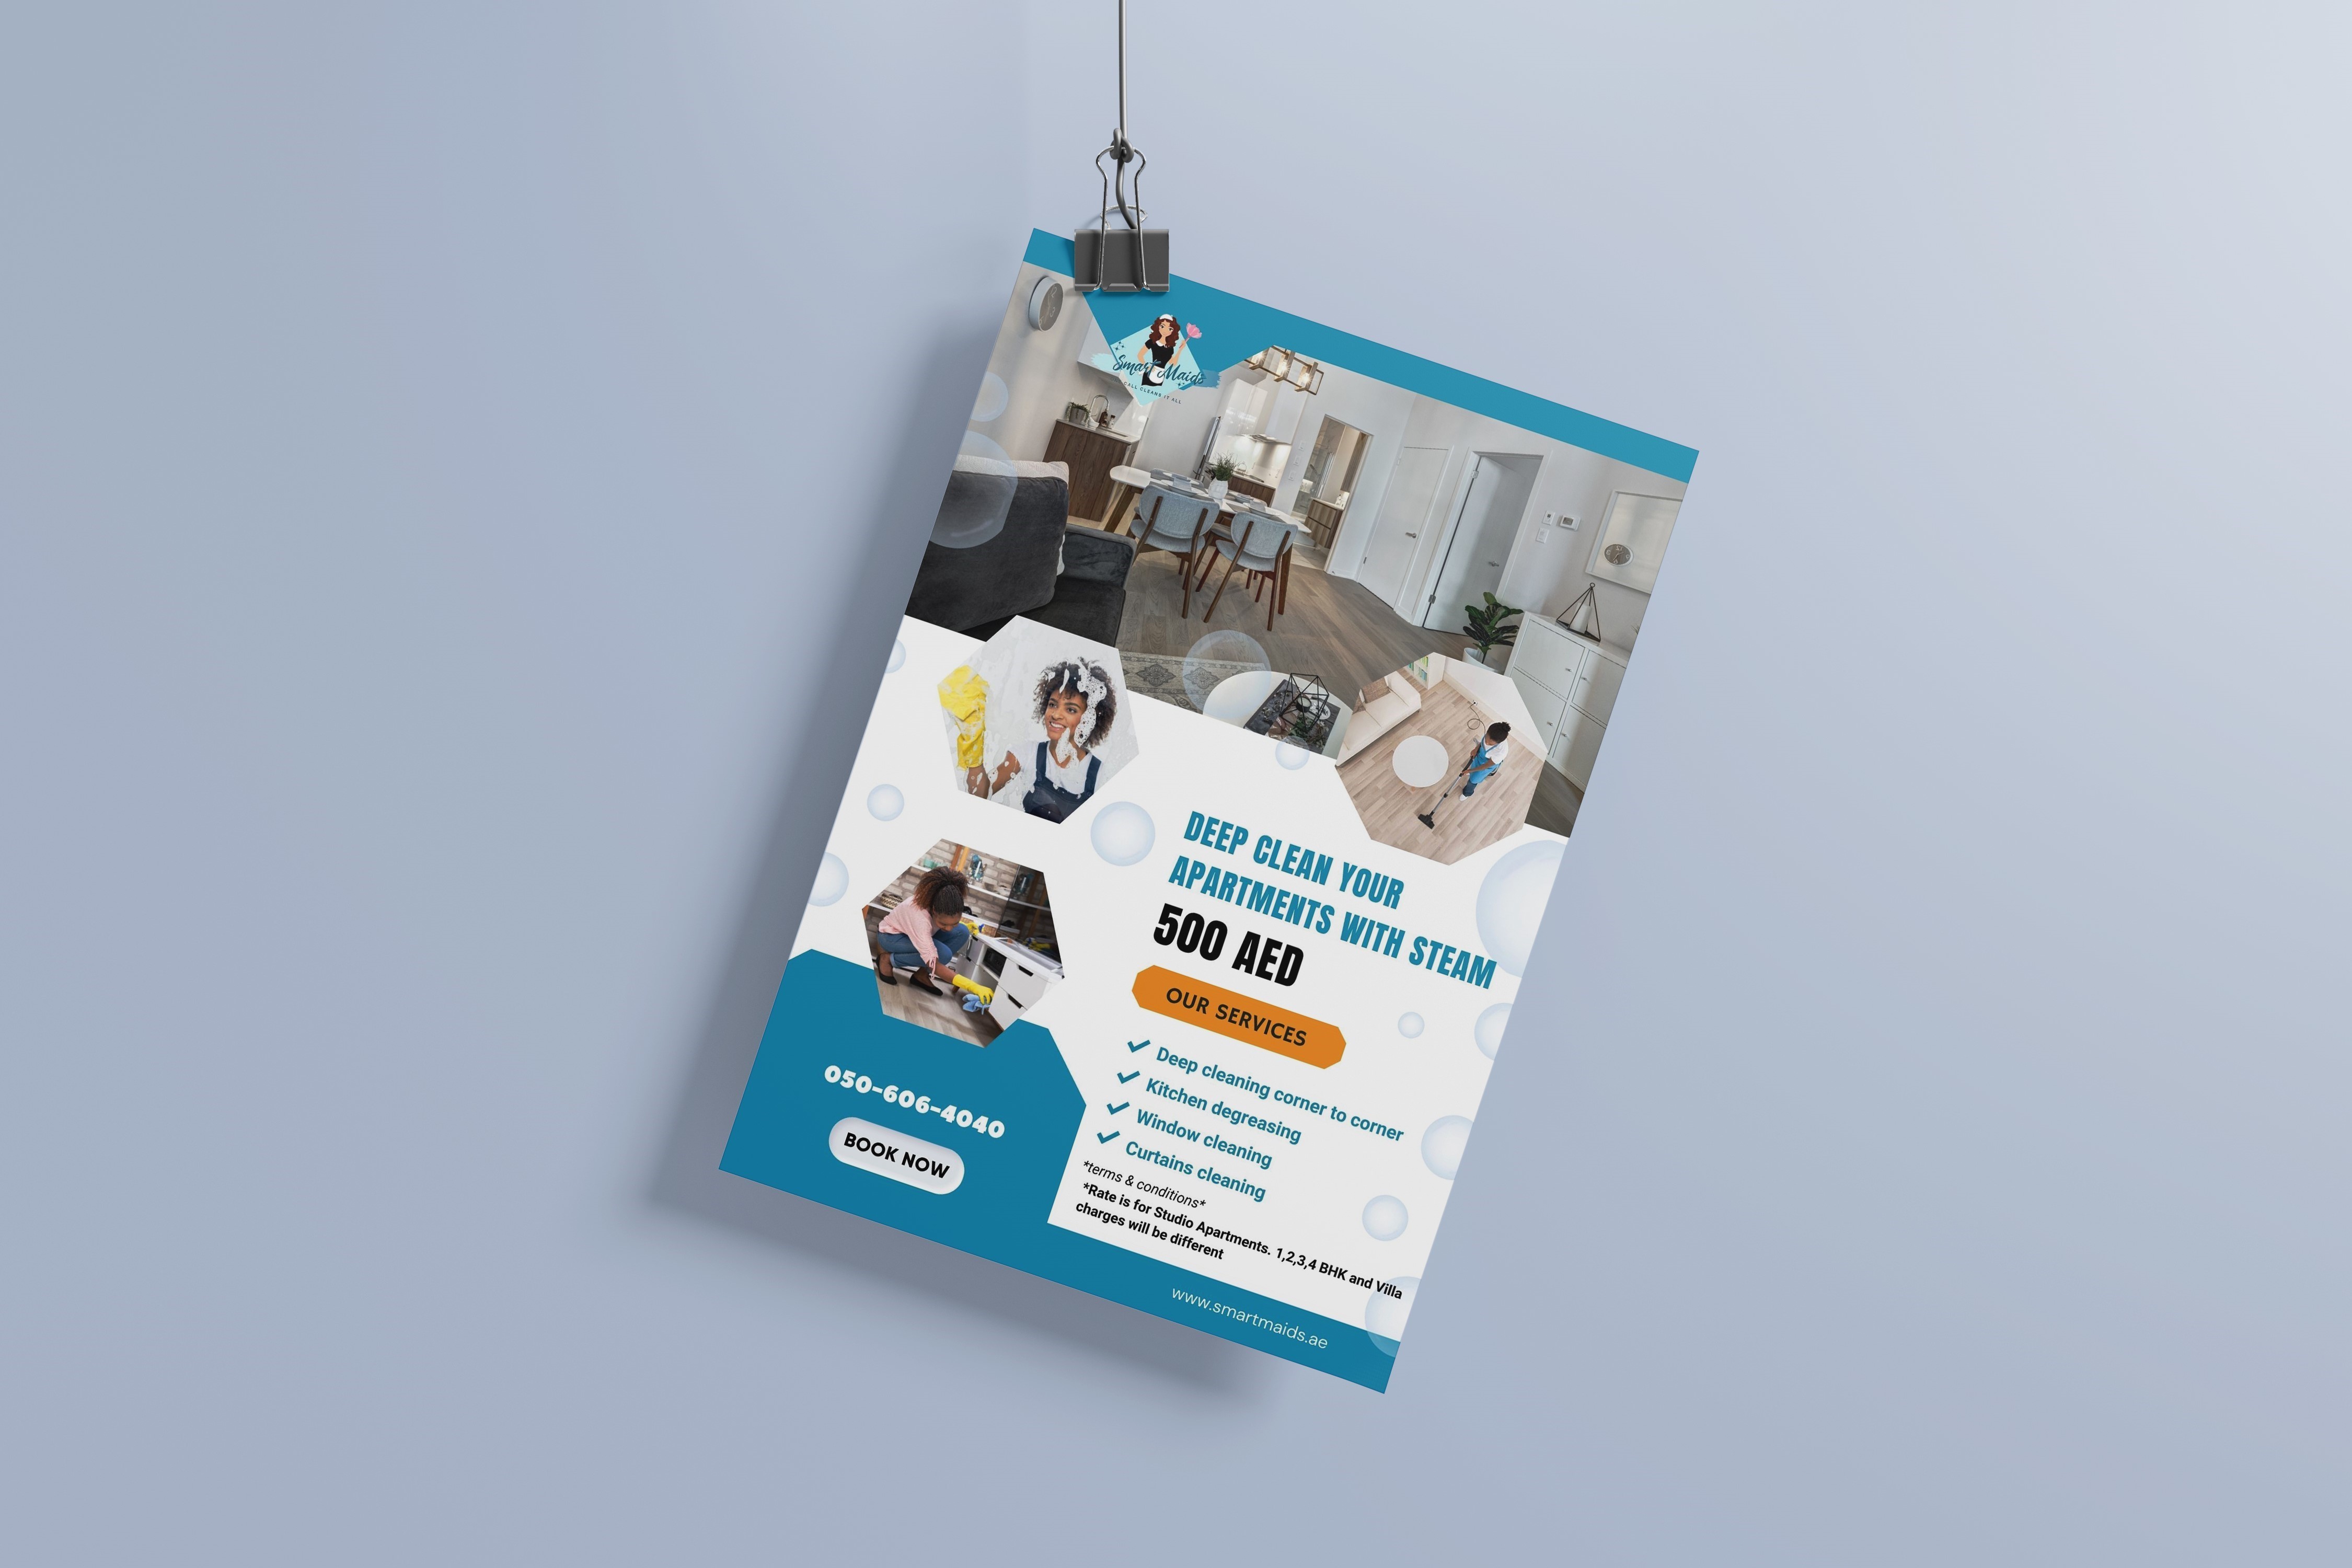 Smart Maids
CALL CLEANS IT ALL
DEEP CLEAN YOUR
APARTMENTS WITH STEAM
500 AED
OUR SERVICES
Deep cleaning corner to corner
Kitchen degreasing
Window cleaning
Curtains cleaning
*terms & conditions*
*Rate is for Studio Apartments. 1,2,3,4 BHK and Villa
charges will be different
050-606-4040
BOOK NOW
www.smartmaids.ae